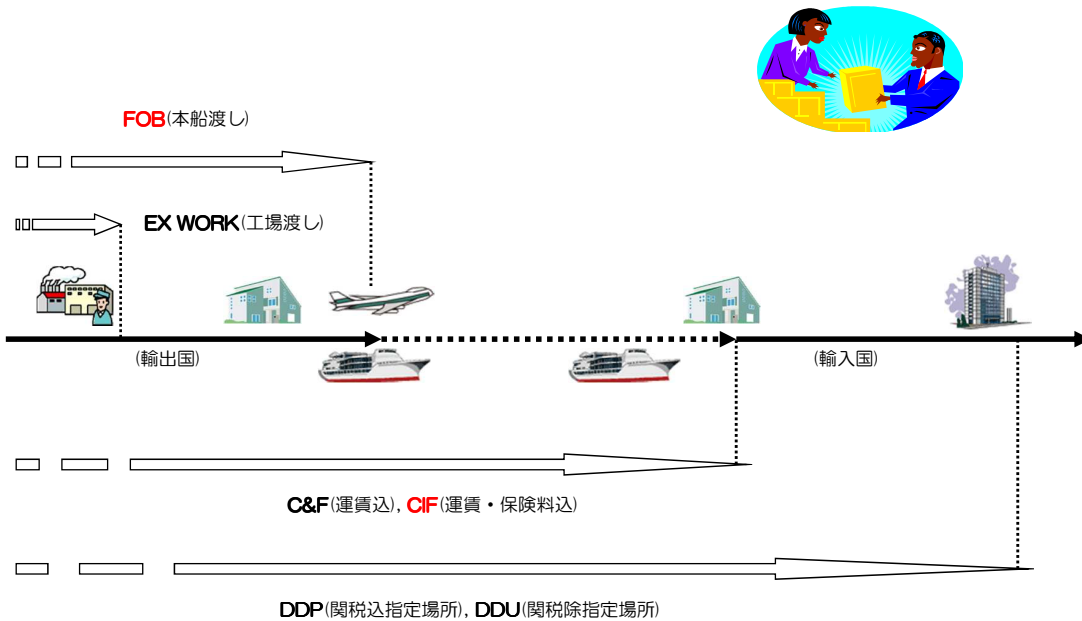 FOB(本船渡し)
EX WORK(工場渡し)
(輸出国)
(輸入国)
C&F(運賃込), CIF(運賃・保険料込)
DDP(関税込指定場所), DDU(関税除指定場所)